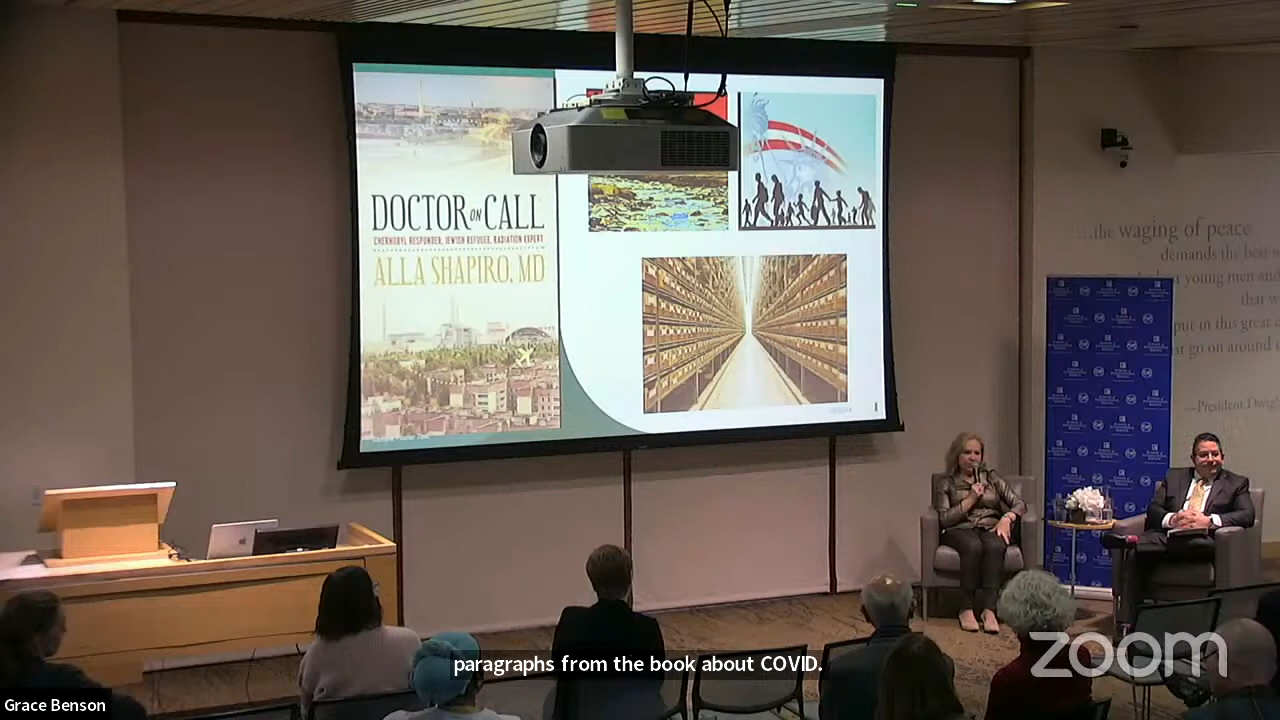 DOCTOR on CALL
CHERNOBYL RESPONDER, JEWISH REFUGEE, RADIATION EXPERT
ALLA SHAPIRO, MD
...the waging of peace
demands the best
young men and
that
put in this great
go on around
—President Dwigh
paragraphs from the book about COVID.
zoom
Grace Benson